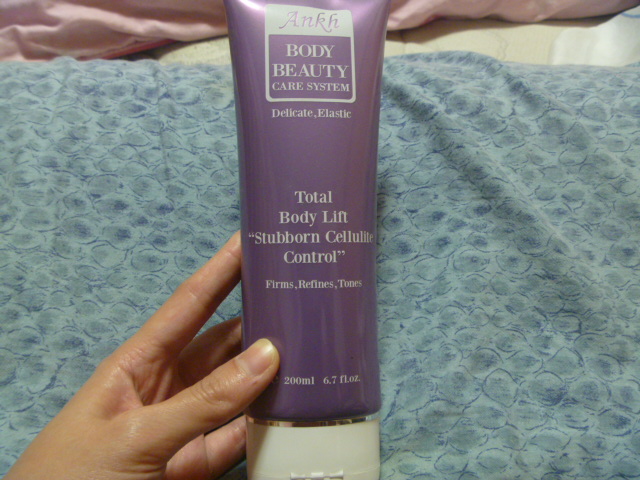 Ankh
BODY
BEAUTY
CARE SYSTEM
Delicate,Elastic
Total
Body Lift
“Stubborn Cellulite
Control”
Firms,Refines,Tones
200ml 6.7 fl.oz.